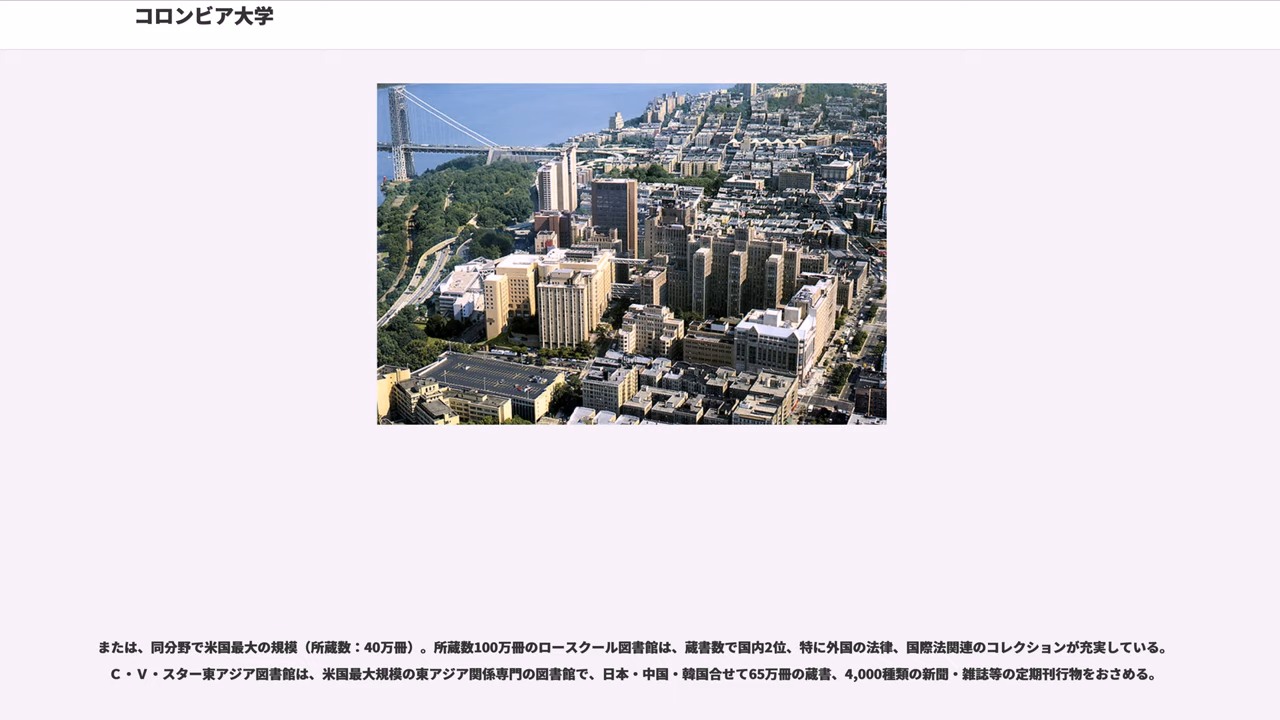 コロンビア大学
または、同分野で米国最大の規模（所蔵数：40万冊）。所蔵数100万冊のロースクール図書館は、蔵書数で国内2位、特に外国の法律、国際法関連のコレクションが充実している。
Ｃ・Ｖ・スター東アジア図書館は、米国最大規模の東アジア関係専門の図書館で、日本・中国・韓国合せて65万冊の蔵書、4,000種類の新聞・雑誌等の定期刊行物をおさめる。